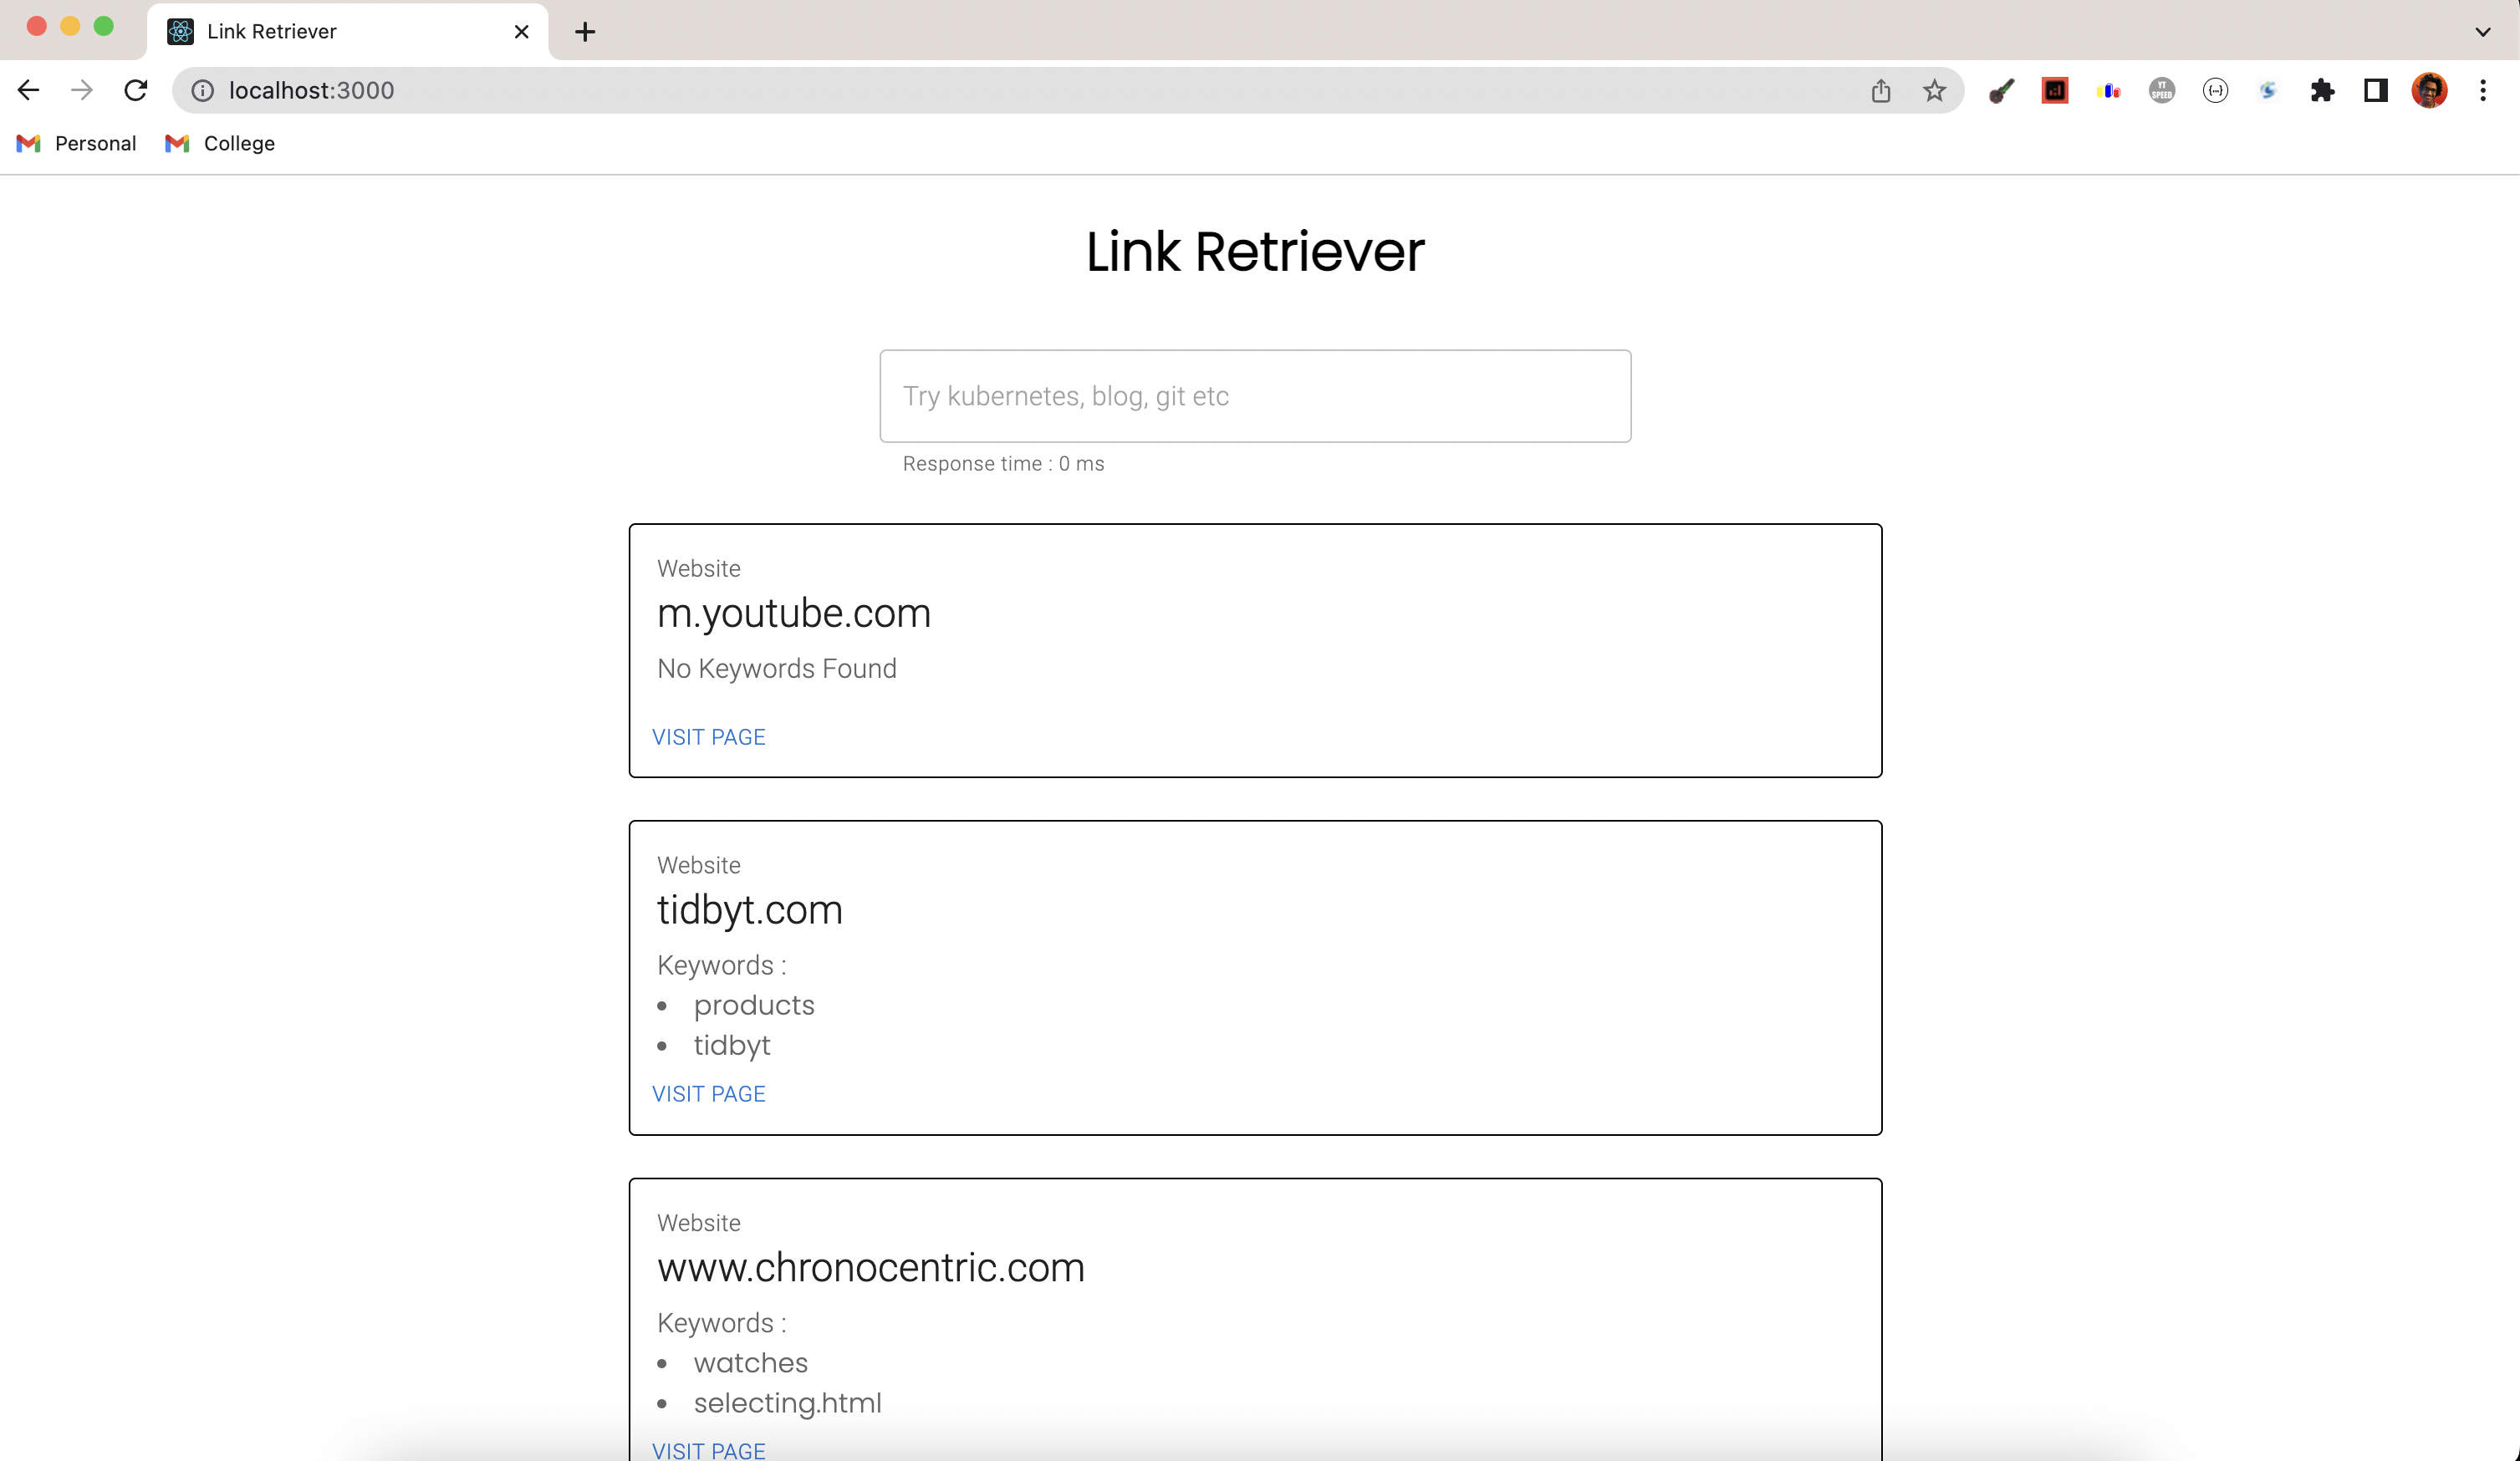 Link Retriever
localhost:3000
YT
SPEED
Personal
College
Link Retriever
Try kubernetes, blog, git etc
Response time : 0 ms
Website
m.youtube.com
No Keywords Found
VISIT PAGE
Website
tidbyt.com
Keywords :
• products
• tidbyt
VISIT PAGE
Website
www.chronocentric.com
Keywords :
• watches
• selecting.html
VISIT PAGE